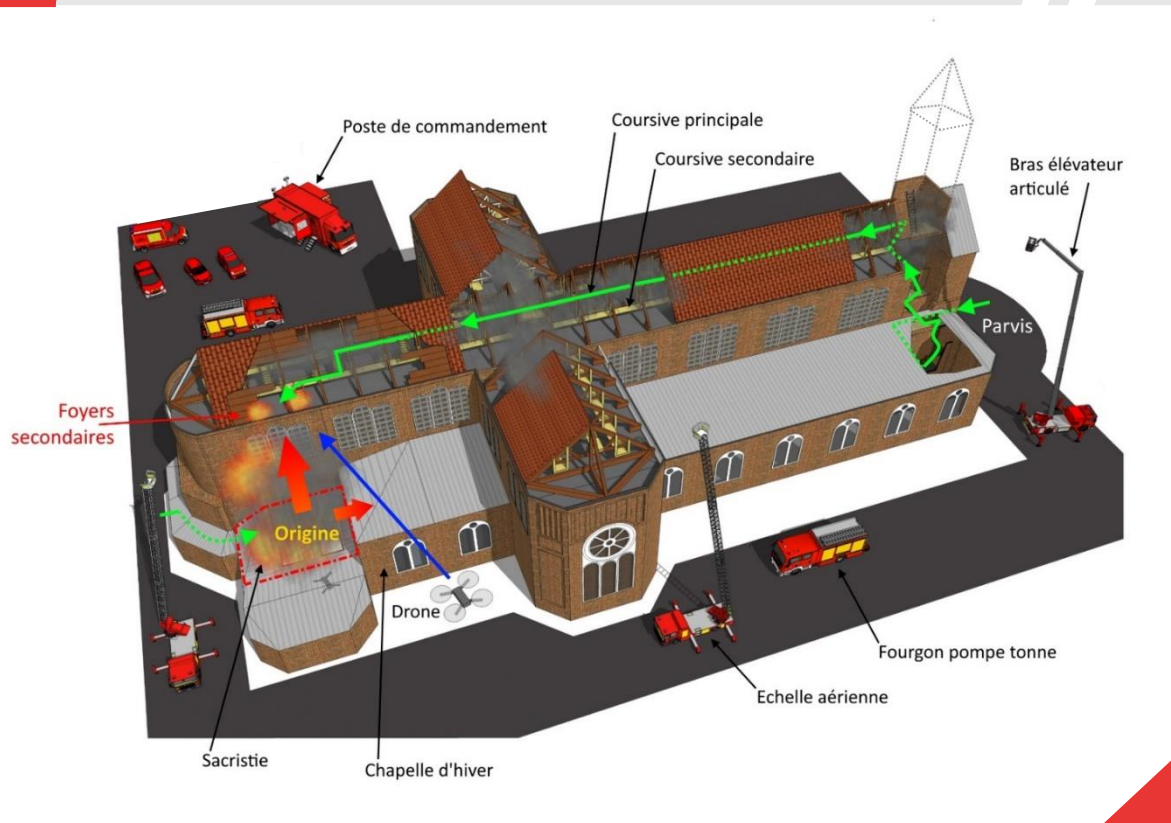 Poste de commandement
Coursive principale
Coursive secondaire
Bras élévateur
articulé
Parvis
Foyers
secondaires
Origine
Drone
Fourgon pompe tonne
Echelle aérienne
Sacristie
Chapelle d'hiver